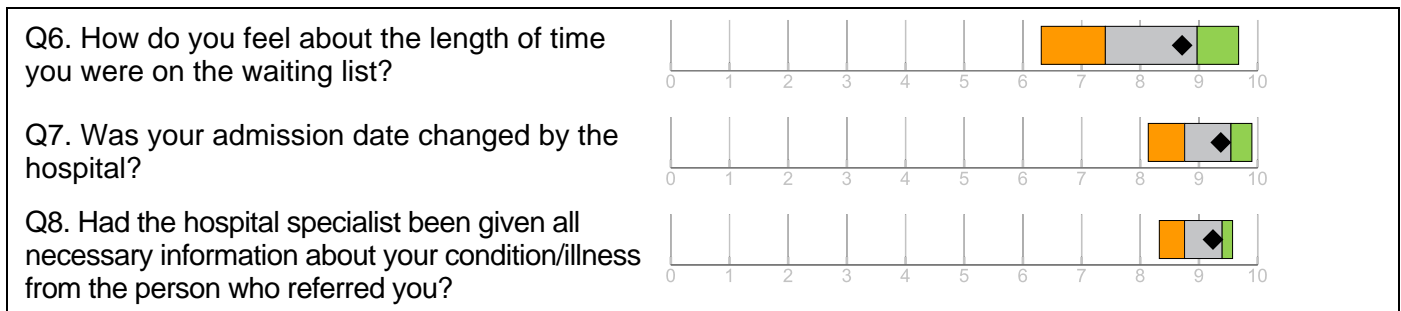 Q6. How do you feel about the length of time
you were on the waiting list?
0 1 2 3 4 5 6 7 8 9 10
Q7. Was your admission date changed by the
hospital?
0 1 2 3 4 5 6 7 8 9 10
Q8. Had the hospital specialist been given all
necessary information about your condition/illness
from the person who referred you?
0 1 2 3 4 5 6 7 8 9 10